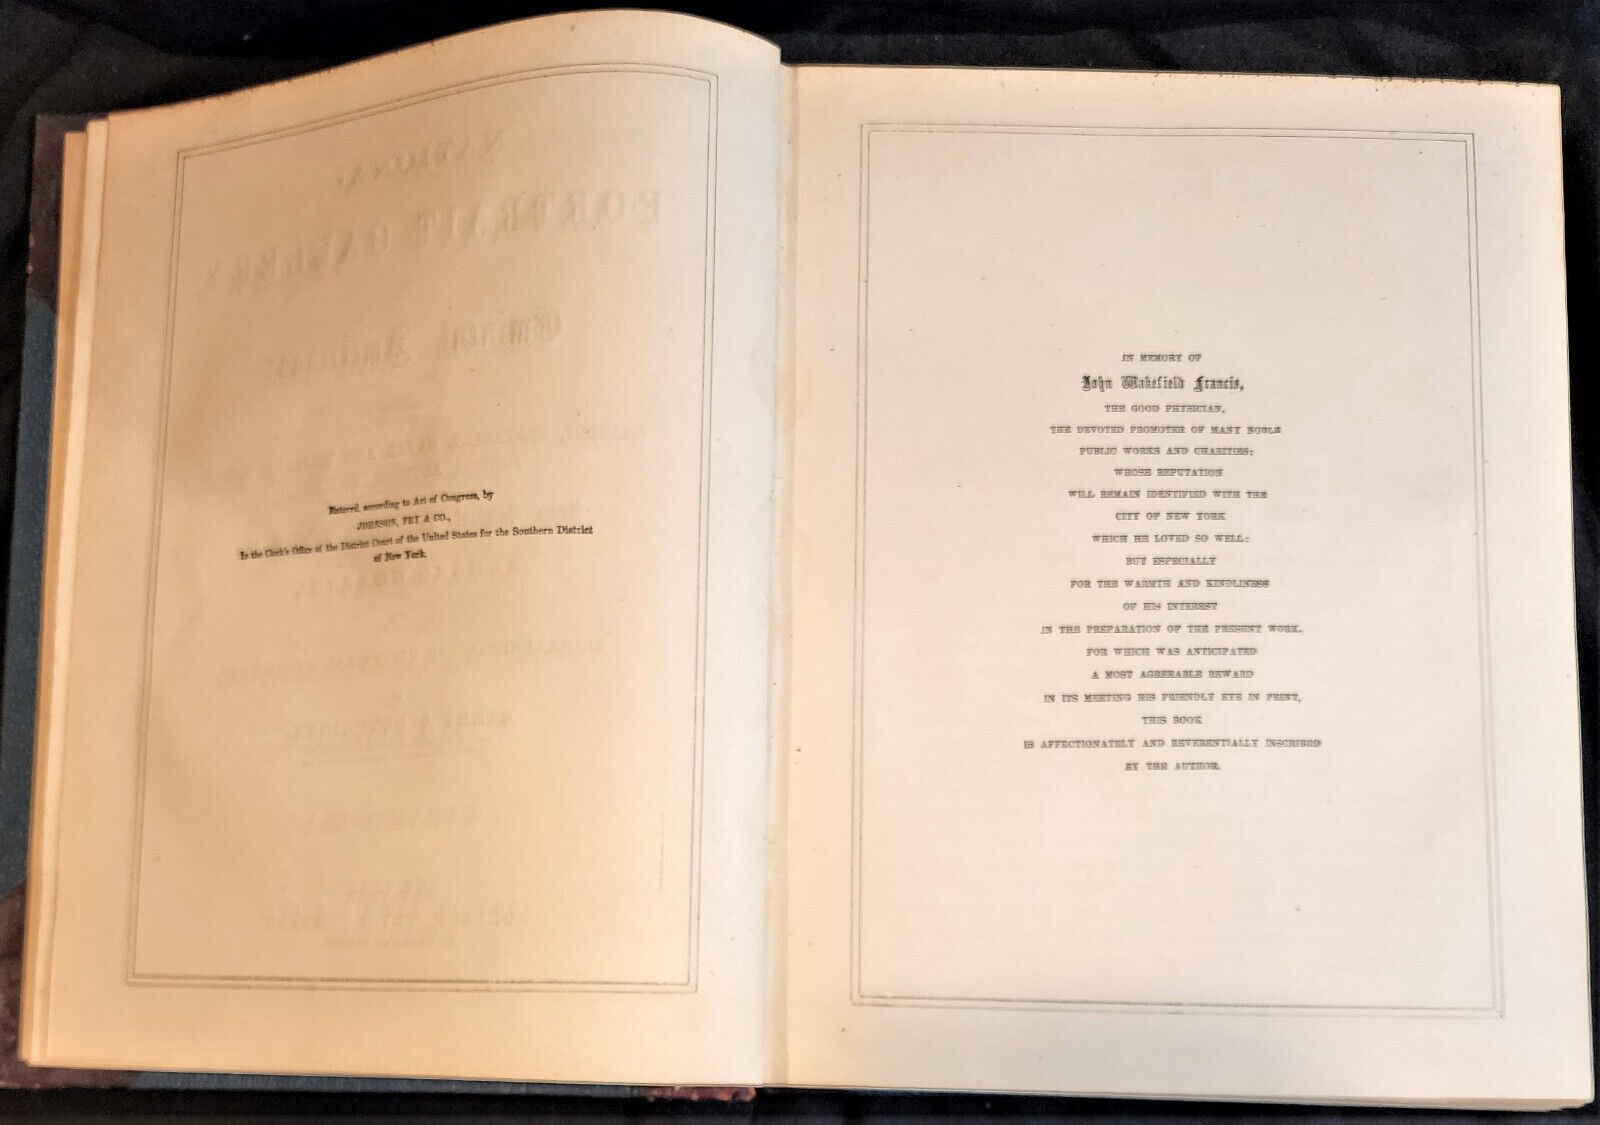 Entered according to Act of Congress, by
JOHNSON, FRY & CO.,
In the Clerk's Office of the District Court of the United States for the Southern District
of New York.
IN MEMORY OF
John Wakefield Francis,
THE GOOD PHYSICIAN,
THE DEVOTED PROMOTER OF MANY NOBLE
PUBLIC WORKS AND CHARITIES;
WHOSE REPUTATION
WILL REMAIN IDENTIFIED WITH THE
CITY OF NEW YORK
WHICH HE LOVED SO WELL;
BUT ESPECIALLY
FOR THE WARMTH AND KINDLINESS
OF HIS INTEREST
IN THE PREPARATION OF THE PRESENT WORK,
FOR WHICH WAS ANTICIPATED
A MOST AGREEABLE REWARD
IN ITS MEETING HIS FRIENDLY EYE IN PRINT,
THIS BOOK
IS AFFECTIONATELY AND REVERENTIALLY INSCRIBED
BY THE AUTHOR.